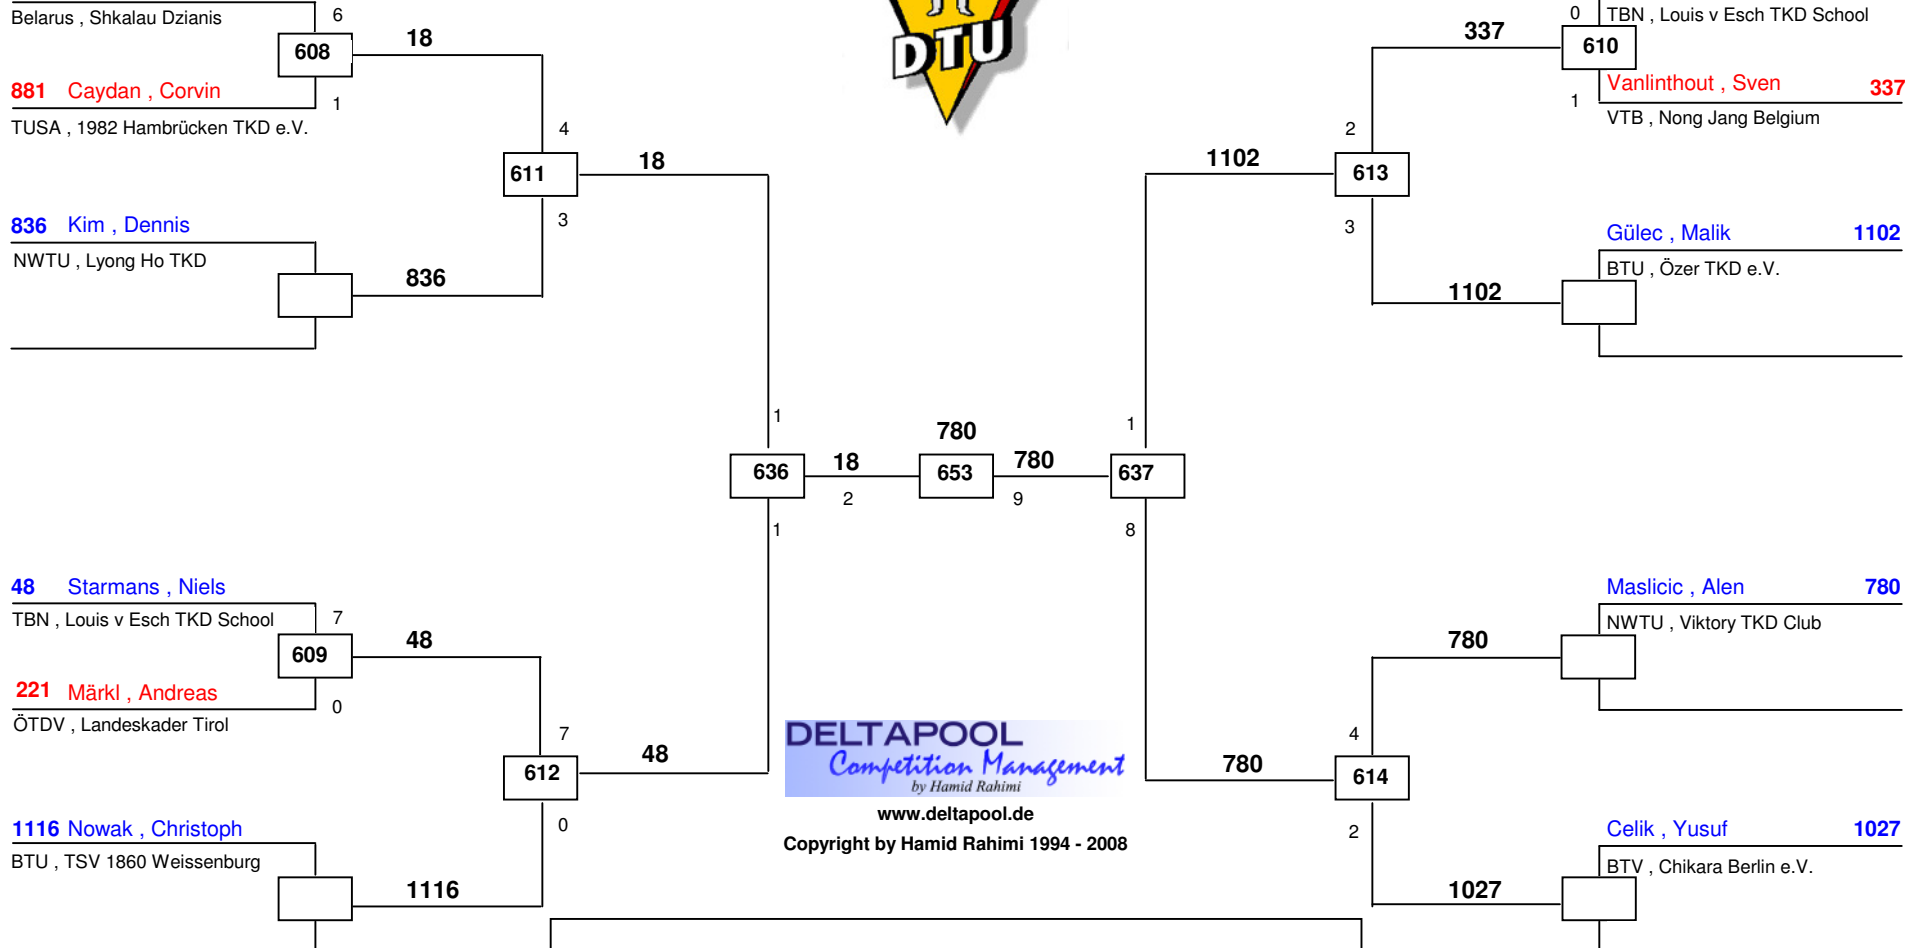 Belarus , Shkalau Dzianis
6
608
18
881 Caydan , Corvin
1
TUSA , 1982 Hambrücken TKD e.V.
4
611
18
3
836 Kim , Dennis
NWTU , Lyong Ho TKD
836
1
636
18
2
1
48 Starmans , Niels
TBN , Louis v Esch TKD School
7
609
48
221 Märkl , Andreas
0
ÖTDV , Landeskader Tirol
7
612
48
0
1116 Nowak , Christoph
BTU , TSV 1860 Weissenburg
1116
DTU
780
653
780
9
DELTAPOOL
Competition Management
by Hamid Rahimi
www.deltapool.de
Copyright by Hamid Rahimi 1994 - 2008
0
TBN , Louis v Esch TKD School
337
610
Vanlinthout , Sven 337
1
VTB , Nong Jang Belgium
2
1102
613
3
Gülec , Malik 1102
BTU , Özer TKD e.V.
1102
1
637
8
Maslicic , Alen 780
NWTU , Viktory TKD Club
780
4
780
614
2
Celik , Yusuf 1027
BTV , Chikara Berlin e.V.
1027